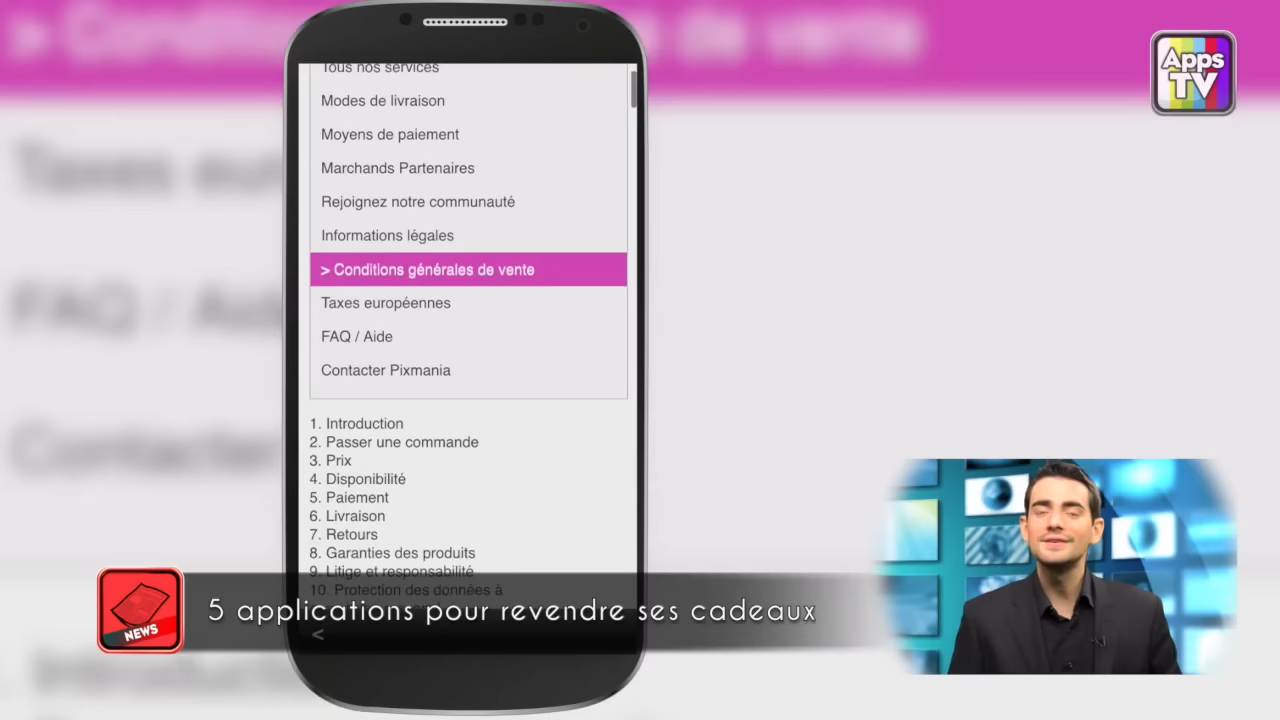 Apps
TV
Tous nos services
Modes de livraison
Moyens de paiement
Marchands Partenaires
Rejoignez notre communauté
Informations légales
> Conditions générales de vente
Taxes européennes
FAQ / Aide
Contacter Pixmania
1. Introduction
2. Passer une commande
3. Prix
4. Disponibilité
5. Paiement
6. Livraison
7. Retours
8. Garanties des produits
9. Litige et responsabilité
10. Protection des données à
NEWS
5 applications pour revendre ses cadeaux
<